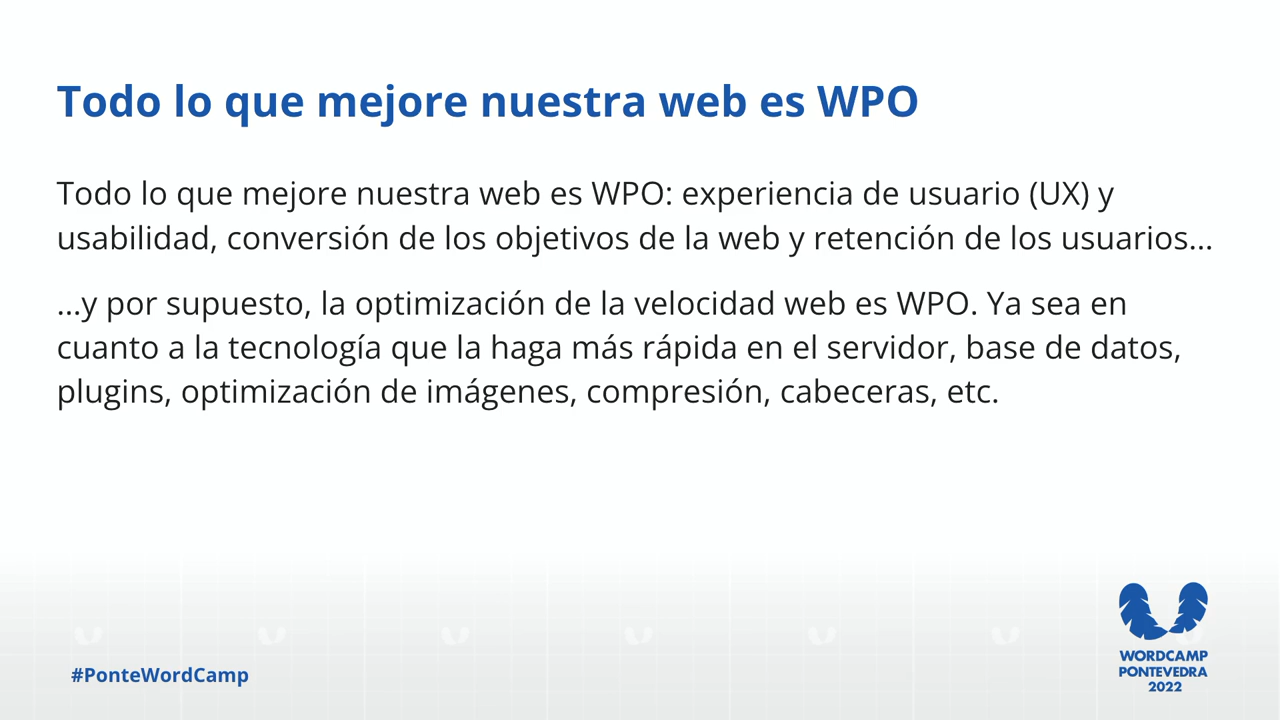 Todo lo que mejore nuestra web es WPO
Todo lo que mejore nuestra web es WPO: experiencia de usuario (UX) y
usabilidad, conversión de los objetivos de la web y retención de los usuarios...
...y por supuesto, la optimización de la velocidad web es WPO. Ya sea en
cuanto a la tecnología que la haga más rápida en el servidor, base de datos,
plugins, optimización de imágenes, compresión, cabeceras, etc.
#PonteWordCamp
WORDCAMP
PONTEVEDRA
2022